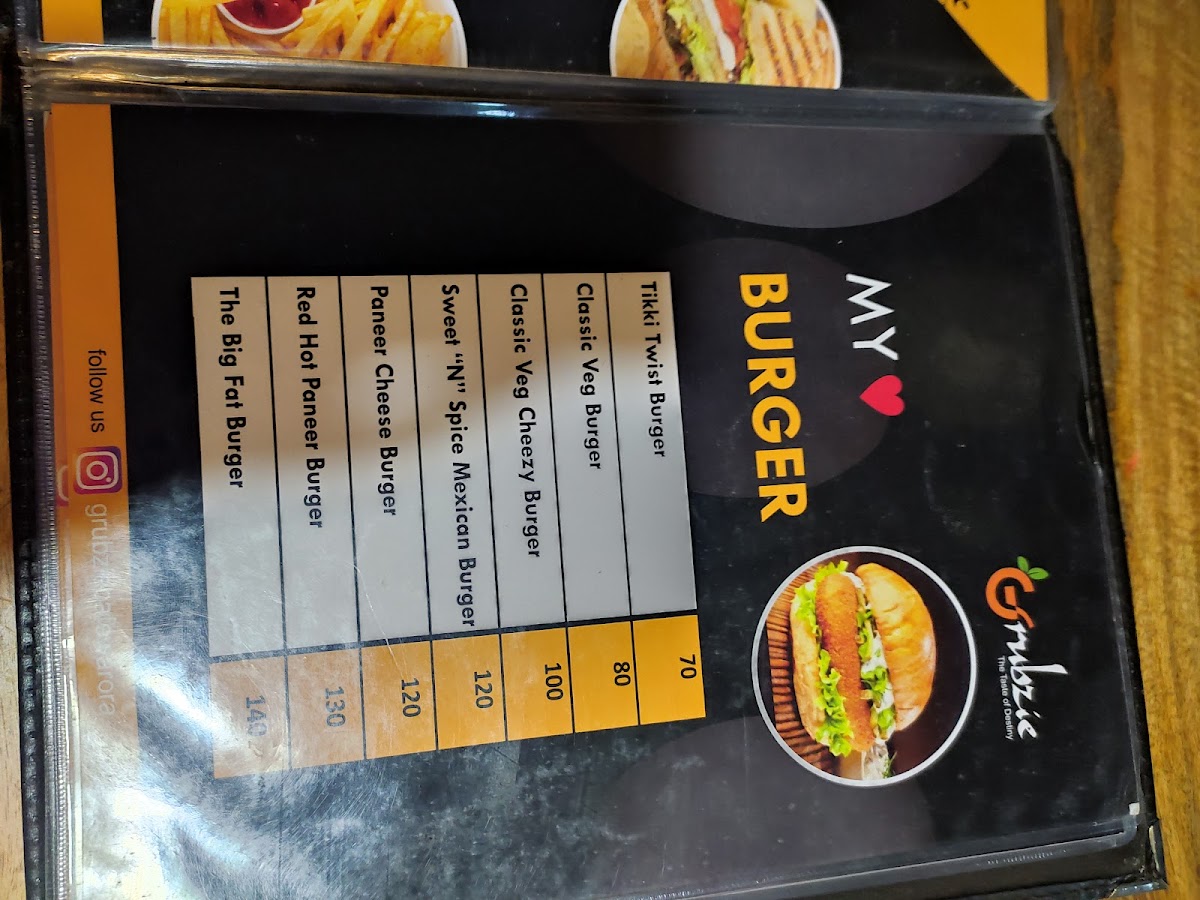 Grubzie
The Taste of Destiny
MY
BURGER
Tikki Twist Burger 70
Classic Veg Burger 80
Classic Veg Cheezy Burger 100
Sweet “N” Spice Mexican Burger 120
Paneer Cheese Burger 120
Red Hot Paneer Burger 130
The Big Fat Burger 140
follow us